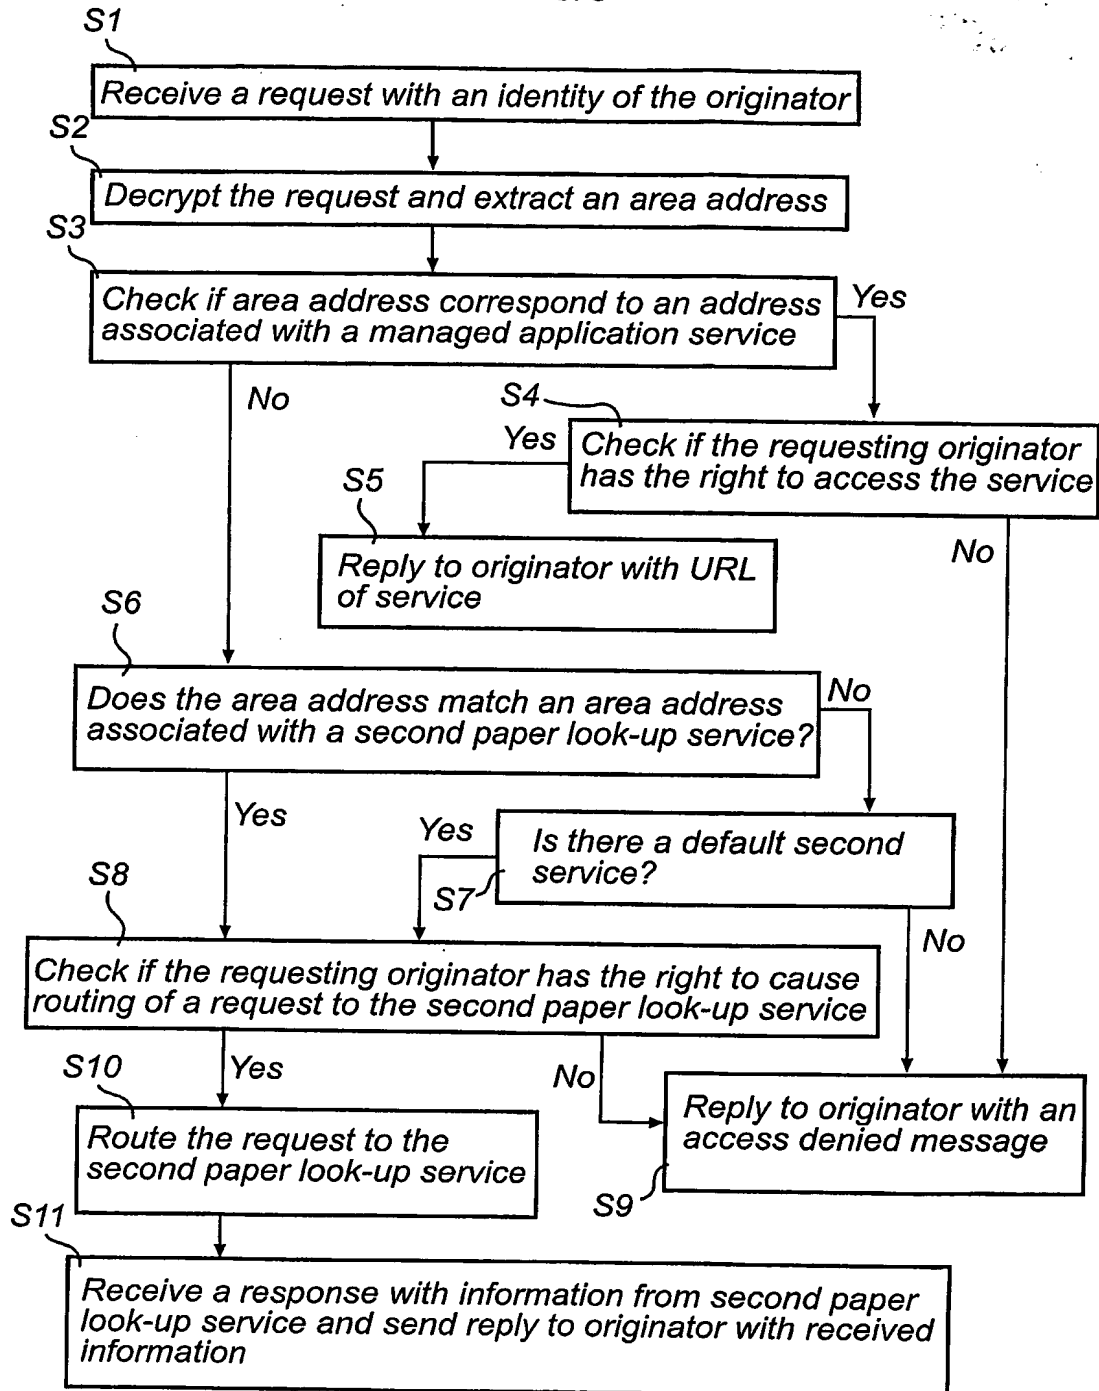 S1
Receive a request with an identity of the originator
S2
Decrypt the request and extract an area address
S3
Check if area address correspond to an address
associated with a managed application service
Yes
No
S4
Yes
Check if the requesting originator
has the right to access the service
S5
No
Reply to originator with URL
of service
S6
Does the area address match an area address
associated with a second paper look-up service?
No
Yes
Yes
Is there a default second
service?
S7
S8
No
Check if the requesting originator has the right to cause
routing of a request to the second paper look-up service
S10
Yes
No
Reply to originator with an
access denied message
Route the request to the
second paper look-up service
S9
S11
Receive a response with information from second paper
look-up service and send reply to originator with received
information